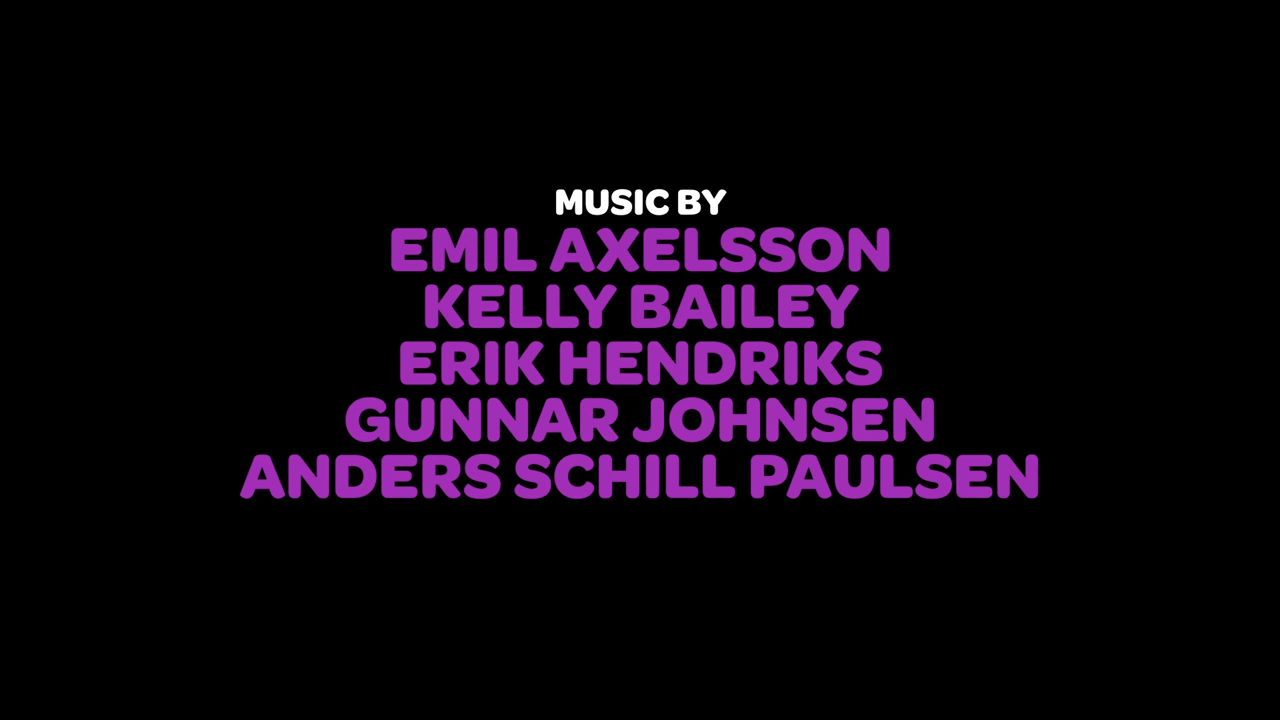 MUSIC BY
EMIL AXELSSON
KELLY BAILEY
ERIK HENDRIKS
GUNNAR JOHNSEN
ANDERS SCHILL PAULSEN